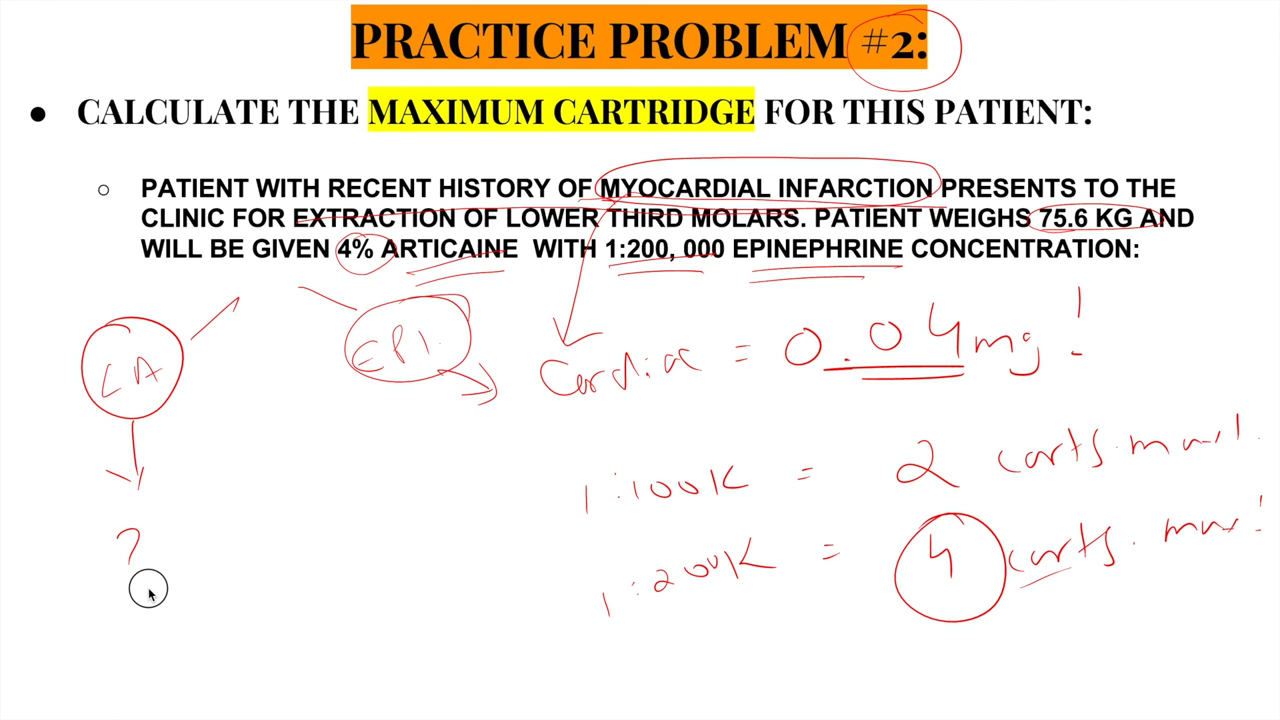 PRACTICE PROBLEM #2:
● CALCULATE THE MAXIMUM CARTRIDGE FOR THIS PATIENT:
○ PATIENT WITH RECENT HISTORY OF MYOCARDIAL INFARCTION PRESENTS TO THE
CLINIC FOR EXTRACTION OF LOWER THIRD MOLARS. PATIENT WEIGHS 75.6 KG AND
WILL BE GIVEN 4% ARTICAINE WITH 1:200, 000 EPINEPHRINE CONCENTRATION:
LA EPI. Cardiac = 0.04mg!
1:100K = 2 carts. max!
? 1:200K = 4 carts. max!